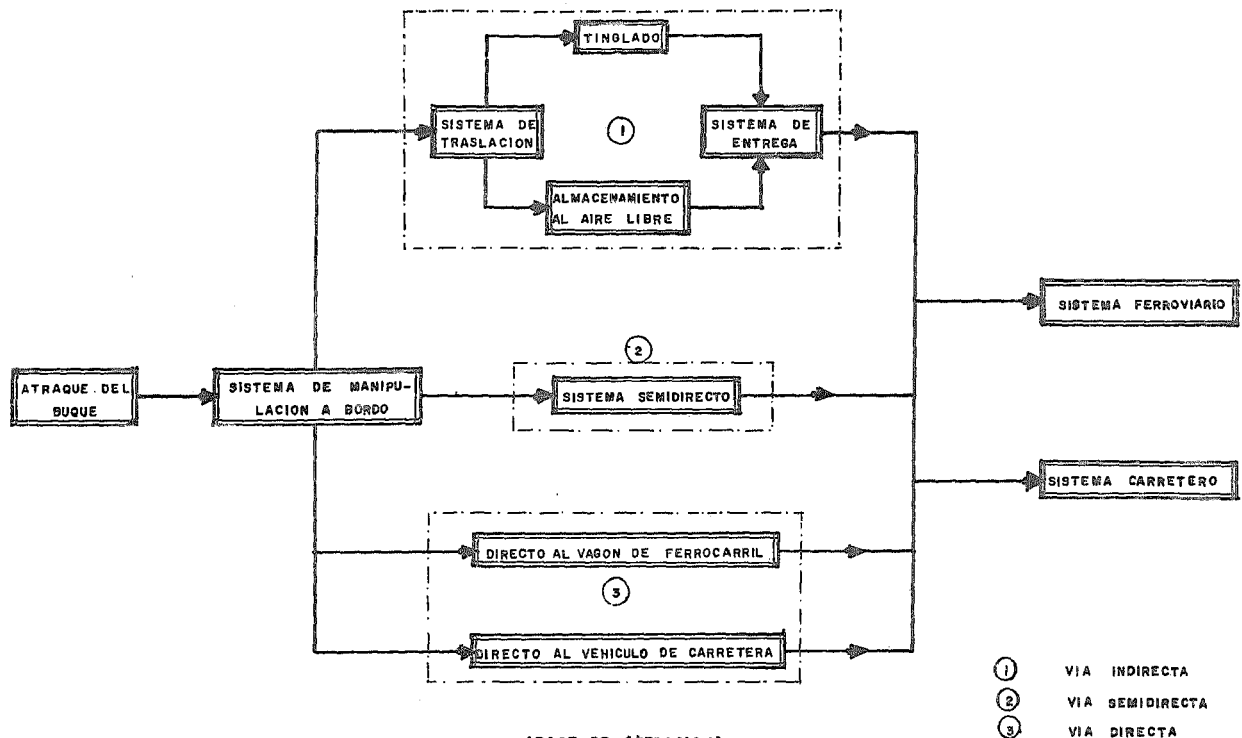 TINGLADO
SISTEMA DE
TRASLACION
1
SISTEMA DE
ENTREGA
ALMACENAMIENTO
AL AIRE LIBRE
SISTEMA FERROVIARIO
2
ATRAQUE DEL
BUQUE
SISTEMA DE MANIPU-
LACION A BORDO
SISTEMA SEMIDIRECTO
SISTEMA CARRETERO
DIRECTO AL VAGON DE FERROCARRIL
3
DIRECTO AL VEHICULO DE CARRETERA
1 VIA INDIRECTA
2 VIA SEMIDIRECTA
3 VIA DIRECTA